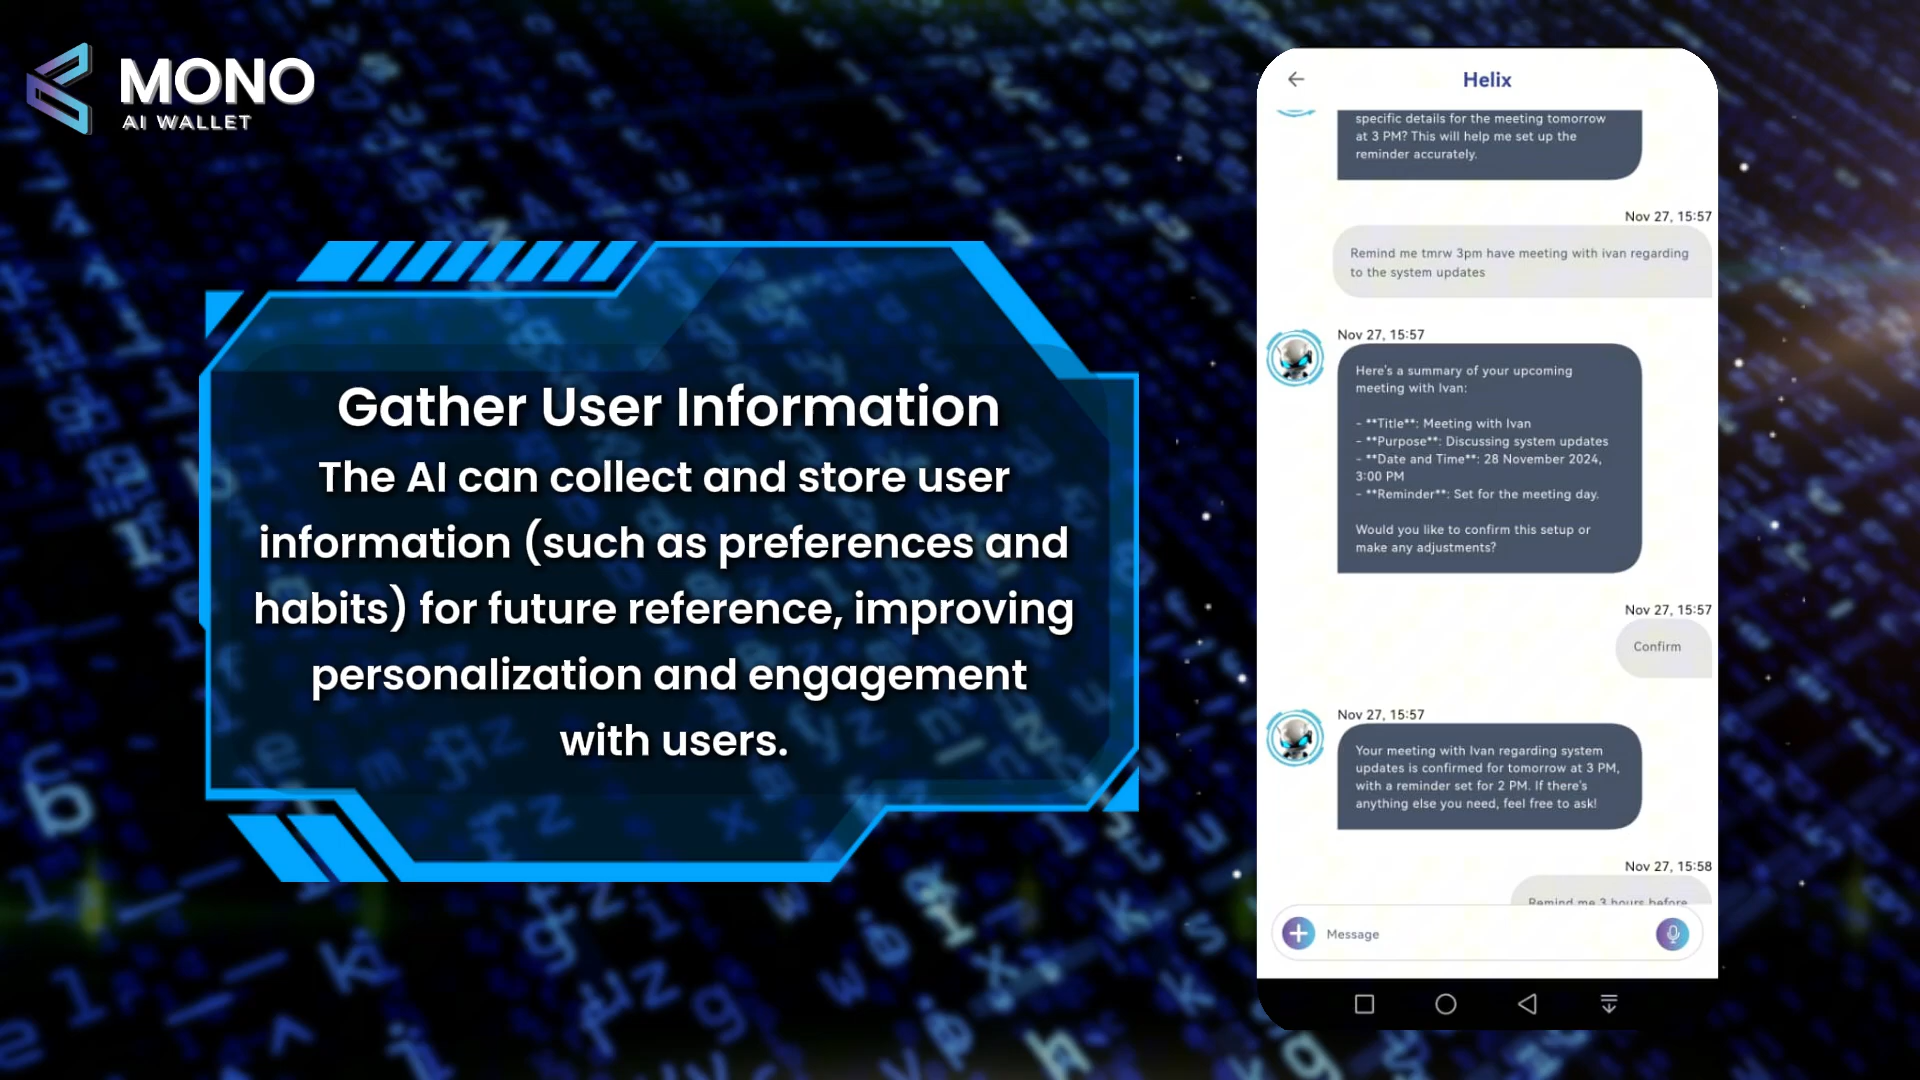 MONO
AI WALLET
Gather User Information
The AI can collect and store user
information (such as preferences and
habits) for future reference, improving
personalization and engagement
with users.
Helix
specific details for the meeting tomorrow
at 3 PM? This will help me set up the
reminder accurately.
Nov 27, 15:57
Remind me tmrw 3pm have meeting with ivan regarding
to the system updates
Nov 27, 15:57
Here's a summary of your upcoming
meeting with Ivan:
- **Title**: Meeting with Ivan
- **Purpose**: Discussing system updates
- **Date and Time**: 28 November 2024,
3:00 PM
- **Reminder**: Set for the meeting day.
Would you like to confirm this setup or
make any adjustments?
Nov 27, 15:57
Confirm
Nov 27, 15:57
Your meeting with Ivan regarding system
updates is confirmed for tomorrow at 3 PM,
with a reminder set for 2 PM. If there's
anything else you need, feel free to ask!
Nov 27, 15:58
Remind me 3 hours before
Message